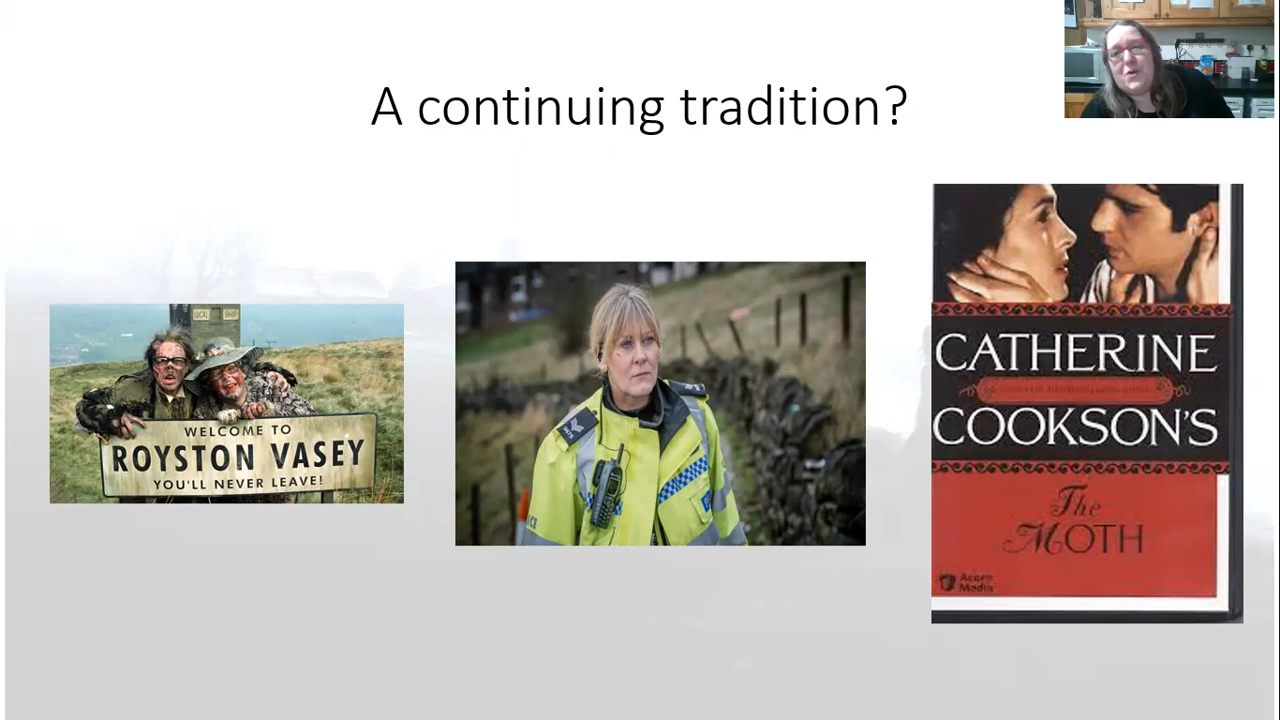 A continuing tradition?
LOCAL SHOP
WELCOME TO
ROYSTON VASEY
YOU'LL NEVER LEAVE!
CATHERINE
COOKSON'S
The
MOTH
Acorn
Media